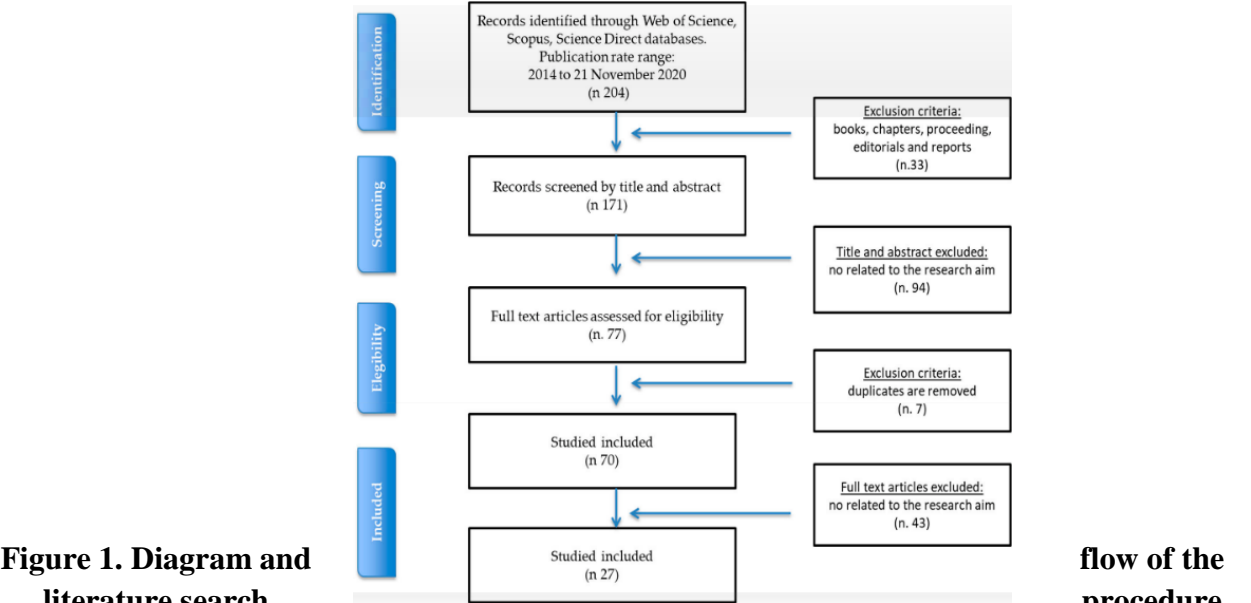 Identification
Records identified through Web of Science,
Scopus, Science Direct databases.
Publication rate range:
2014 to 21 November 2020
(n 204)
Exclusion criteria:
books, chapters, proceeding,
editorials and reports
(n.33)
Screening
Records screened by title and abstract
(n 171)
Title and abstract excluded:
no related to the research aim
(n. 94)
Elegibility
Full text articles assessed for eligibility
(n. 77)
Exclusion criteria:
duplicates are removed
(n. 7)
Included
Studied included
(n 70)
Full text articles excluded:
no related to the research aim
(n. 43)
Studied included
(n 27)
Figure 1. Diagram and flow of the
literature search procedure